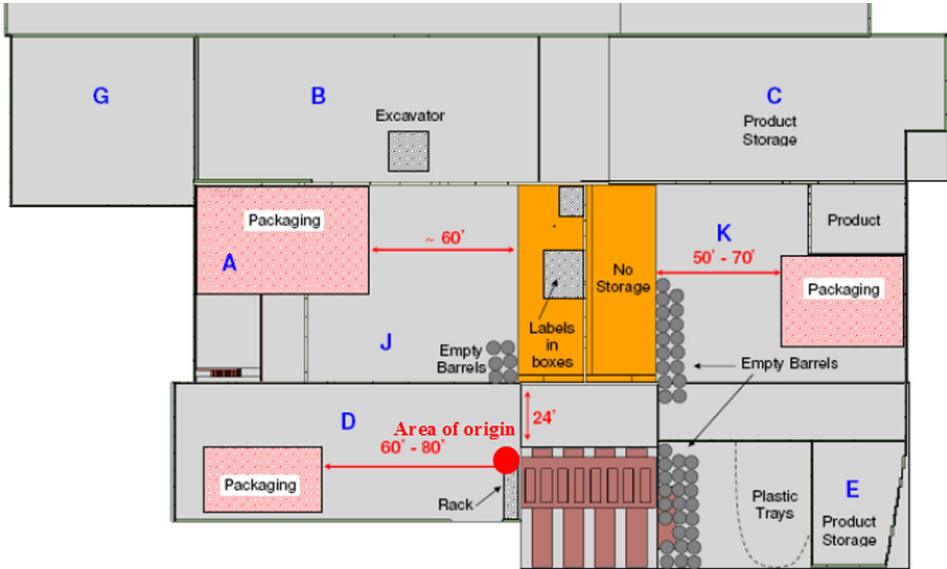 G
B
C
Excavator
Product
Storage
Packaging
~ 60'
A
K
50' - 70'
Product
No
Storage
Packaging
Labels
in
boxes
J
Empty
Barrels
Empty Barrels
D
24'
Area of origin
60' - 80'
Packaging
Rack
Plastic
Trays
E
Product
Storage